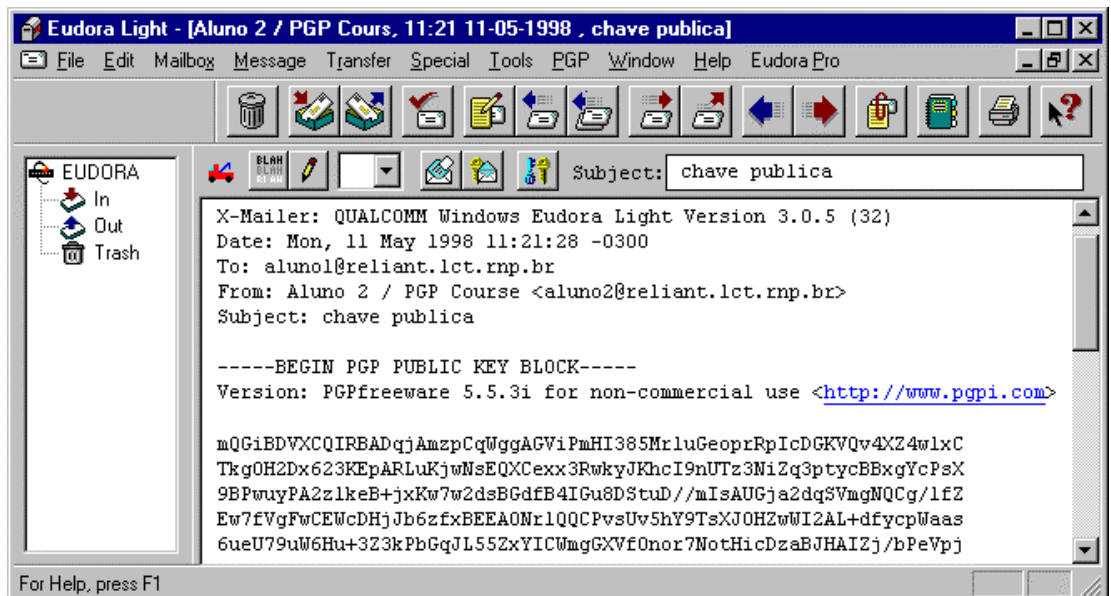 Eudora Light - [Aluno 2 / PGP Cours, 11:21 11-05-1998 , chave publica]
File Edit Mailbox Message Transfer Special Tools PGP Window Help Eudora Pro
EUDORA
In
Out
Trash
BLAH
BLAH
BLAH
Subject: chave publica
X-Mailer: QUALCOMM Windows Eudora Light Version 3.0.5 (32)
Date: Mon, 11 May 1998 11:21:28 -0300
To: aluno1@reliant.lct.rnp.br
From: Aluno 2 / PGP Course <aluno2@reliant.lct.rnp.br>
Subject: chave publica
-----BEGIN PGP PUBLIC KEY BLOCK-----
Version: PGPfreeware 5.5.3i for non-commercial use <http://www.pgpi.com>
mQGiBDVXCQIRBADqjAmzpCqWggAGViPmHI385MrluGeoprRpIcDGKVQv4XZ4wlxC
TkgOH2Dx623KEpARLuKjwNsEQXCexx3RwkyJKhcI9nUTz3NiZq3ptycBBxgYcPsX
9BPwuyPA2zlkeB+jxKw7w2dsBGdfB4IGu8DStuD//mIsAUGja2dqSVmgNQCg/lfZ
Ew7fVgFwCEWcDHjJb6zfxBEEAONrlQQCPvsUv5hY9TsXJOHZwWI2AL+dfycpWaas
6ueU79uW6Hu+3Z3kPbGqJL55ZxYICWmgGXVfOnor7NotHicDzaBJHAIZj/bPeVpj
For Help, press F1